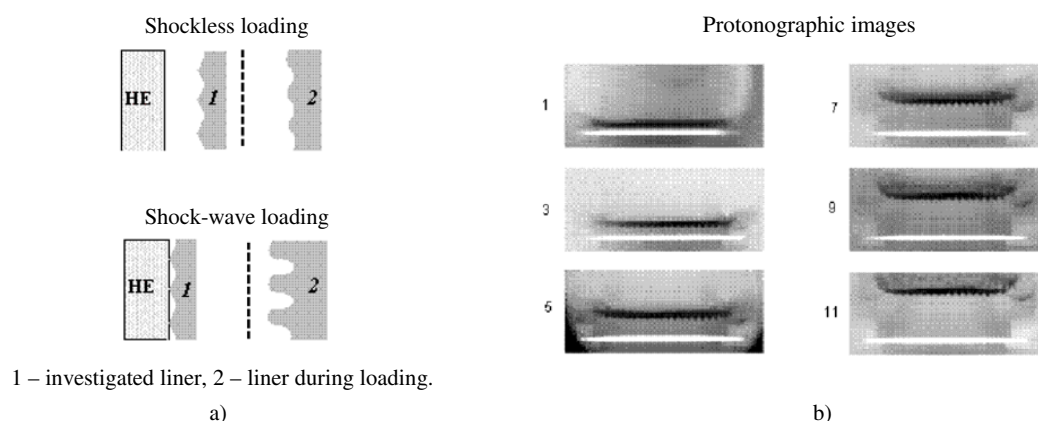 Shockless loading
HE
1
2
Shock-wave loading
HE
1
2
1 – investigated liner, 2 – liner during loading.
a)
Protonographic images
1
7
3
9
5
11
b)